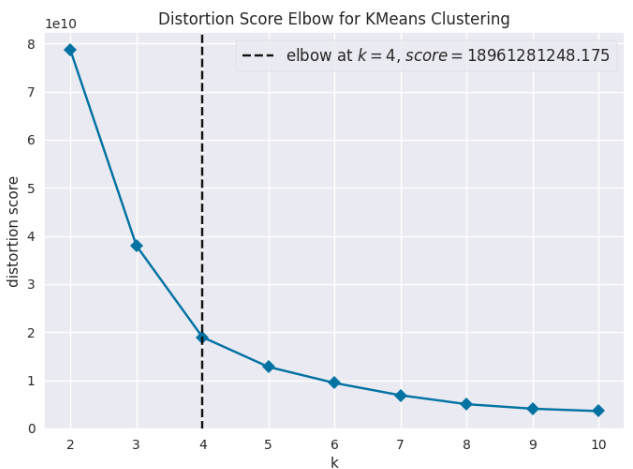 Distortion Score Elbow for KMeans Clustering
1e10
elbow at k = 4, score = 18961281248.175
8
7
6
5
4
3
2
1
0
distortion score
2 3 4 5 6 7 8 9 10
k